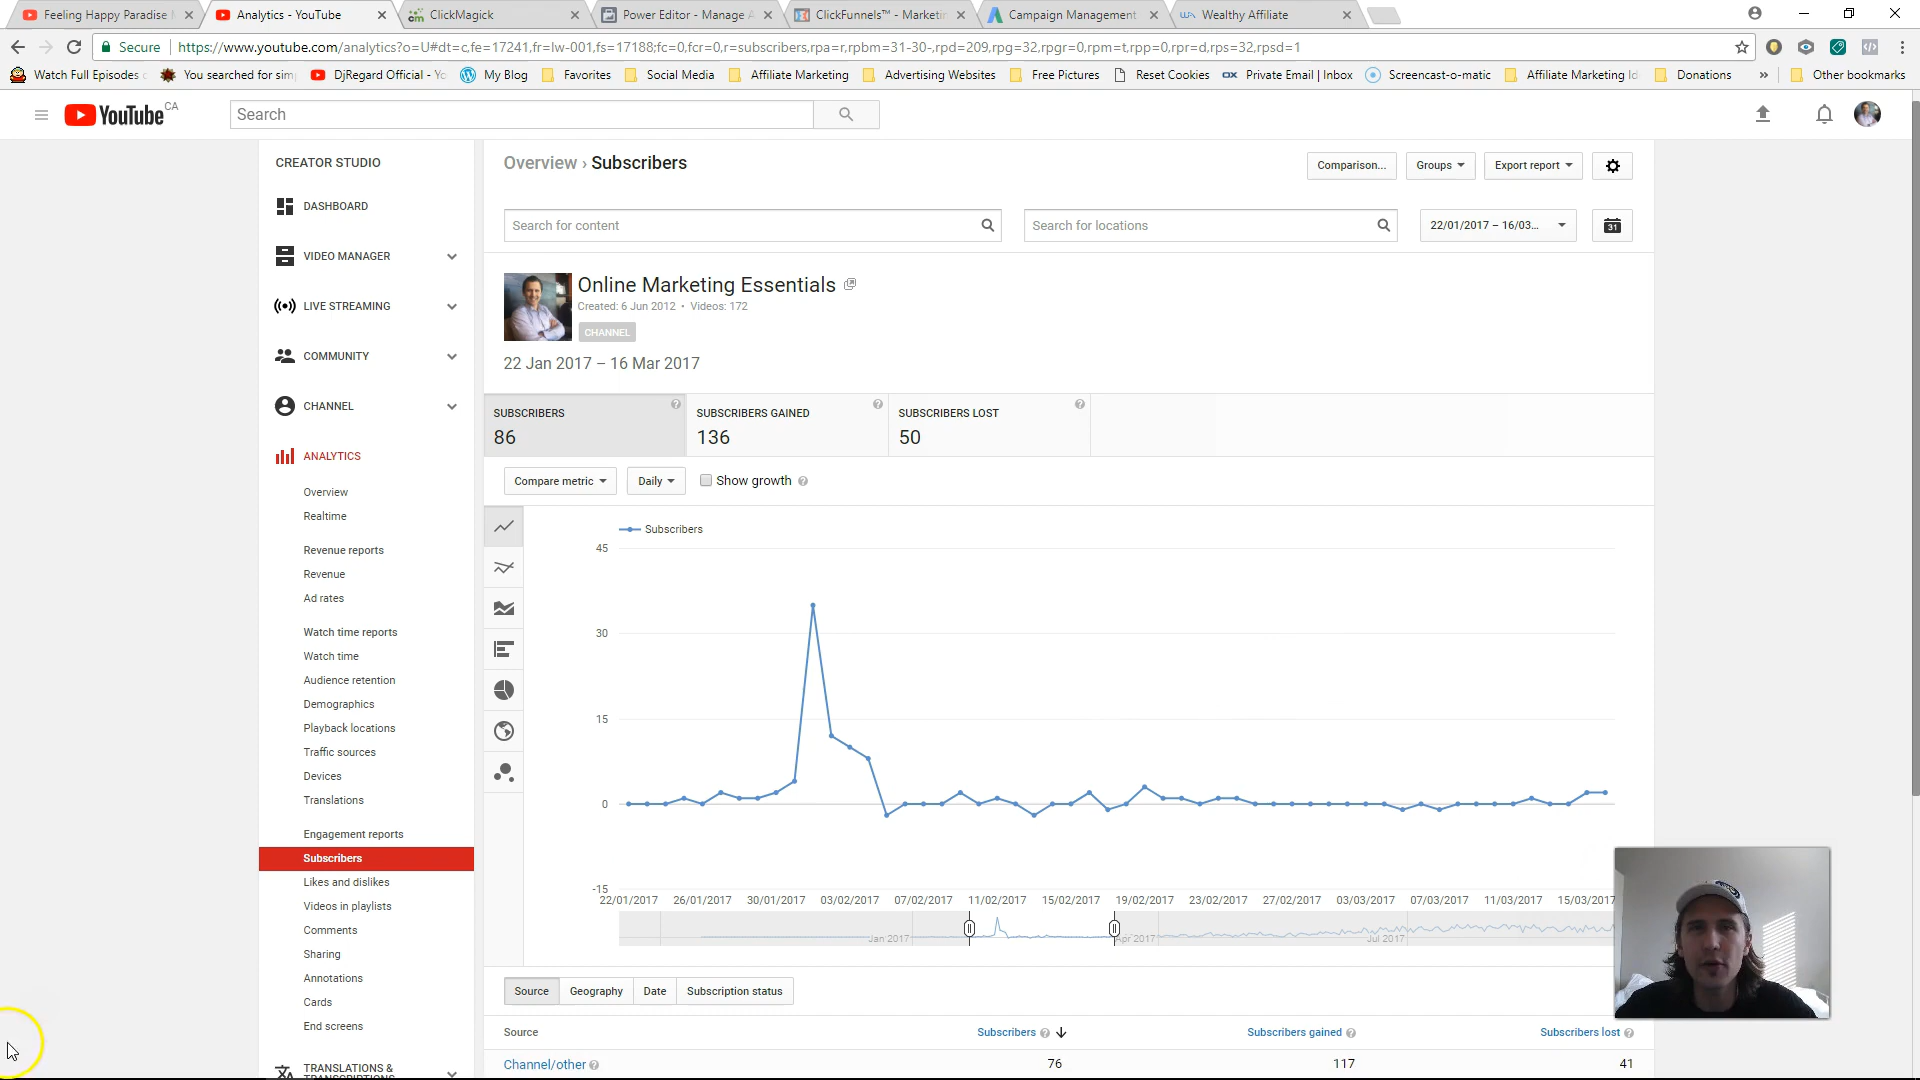 Feeling Happy Paradise
Analytics - YouTube
ClickMagick
Power Editor - Manage A
ClickFunnels™ - Marketin
Campaign Management
Wealthy Affiliate
Secure
https://www.youtube.com/analytics?o=U#dt=c,fe=17241,fr=lw-001,fs=17188;fc=0,fcr=0,r=subscribers,rpa=r,rpbm=31-30-,rpd=209,rpg=32,rpgr=0,rpm=t,rpp=0,rpr=d,rps=32,rpsd=1
Watch Full Episodes
You searched for sim
DjRegard Official - Yo
My Blog
Favorites
Social Media
Affiliate Marketing
Advertising Websites
Free Pictures
Reset Cookies
Private Email | Inbox
Screencast-o-matic
Affiliate Marketing Id
Donations
»
Other bookmarks
YouTube CA
Search
CREATOR STUDIO
DASHBOARD
VIDEO MANAGER
LIVE STREAMING
COMMUNITY
CHANNEL
ANALYTICS
Overview
Realtime
Revenue reports
Revenue
Ad rates
Watch time reports
Watch time
Audience retention
Demographics
Playback locations
Traffic sources
Devices
Translations
Engagement reports
Subscribers
Likes and dislikes
Videos in playlists
Comments
Sharing
Annotations
Cards
End screens
TRANSLATIONS &
TRANSCRIPTIONS
Overview › Subscribers
Comparison...
Groups
Export report
Search for content
Search for locations
22/01/2017 – 16/03...
31
Online Marketing Essentials
Created: 6 Jun 2012 • Videos: 172
CHANNEL
22 Jan 2017 – 16 Mar 2017
SUBSCRIBERS ?
86
SUBSCRIBERS GAINED ?
136
SUBSCRIBERS LOST ?
50
Compare metric
Daily
Show growth ?
Subscribers
45
30
15
0
-15
22/01/2017 26/01/2017 30/01/2017 03/02/2017 07/02/2017 11/02/2017 15/02/2017 19/02/2017 23/02/2017 27/02/2017 03/03/2017 07/03/2017 11/03/2017 15/03/2017
Jan 2017 Apr 2017 Jul 2017
Source Geography Date Subscription status
Source Subscribers ? Subscribers gained ? Subscribers lost ?
Channel/other ? 76 117 41